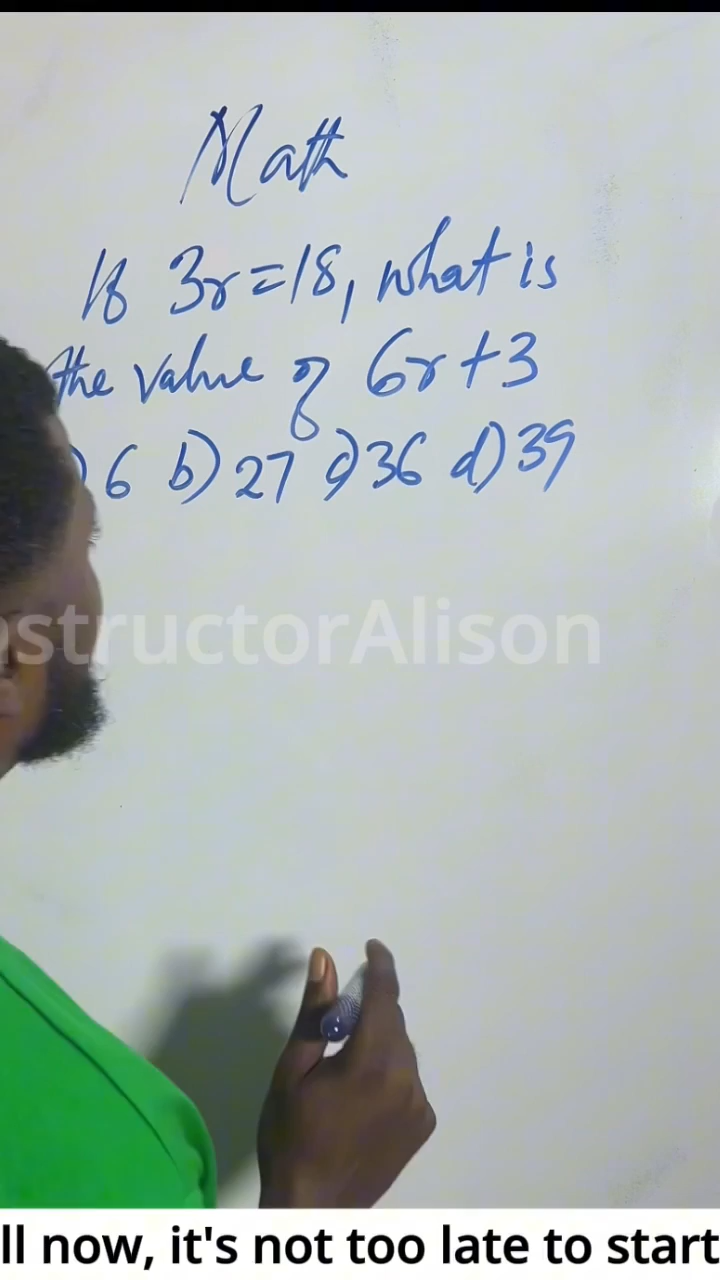 Math
If 3r=18, what is
the value of 6r+3
)6 b)27 c)36 d)39
nstructorAlison
ll now, it's not too late to start